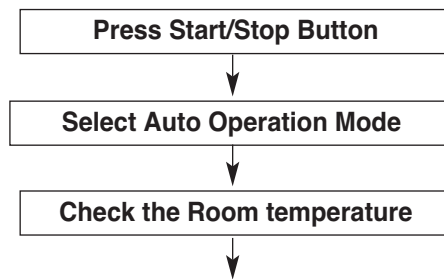 Press Start/Stop Button
Select Auto Operation Mode
Check the Room temperature